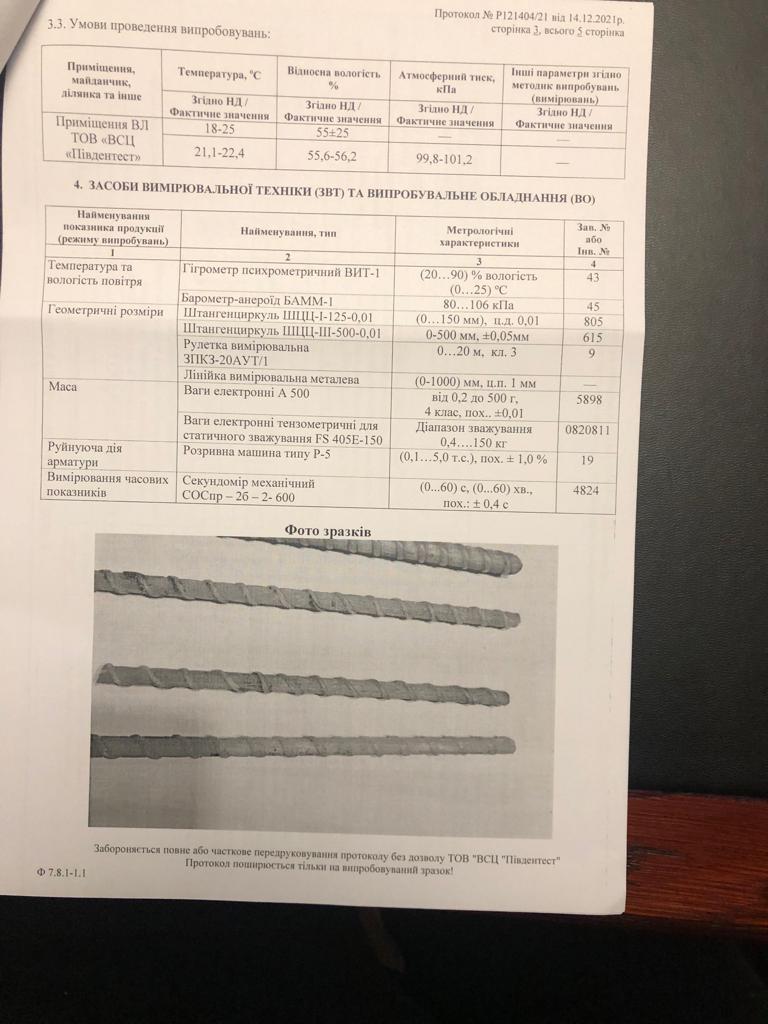 Протокол № Р121404/21 від 14.12.2021р.
сторінка 3, всього 5 сторінка
3.3. Умови проведення випробовувань:
Приміщення, майданчик, ділянка та інше
Температура, °С
Відносна вологість %
Атмосферний тиск, кПа
Інші параметри згідно методик випробувань (вимірювань)
Згідно НД / Фактичне значення
Згідно НД / Фактичні значення
Згідно НД / Фактичні значення
Згідно НД / Фактичні значення
Приміщення ВЛ ТОВ «ВСЦ «Південтест»
18-25
55±25
—
—
21,1-22,4
55,6-56,2
99,8-101,2
—
4. ЗАСОБИ ВИМІРЮВАЛЬНОЇ ТЕХНІКИ (ЗВТ) ТА ВИПРОБУВАЛЬНЕ ОБЛАДНАННЯ (ВО)
Найменування показника продукції (режиму випробувань)
Найменування, тип
Метрологічні характеристики
Зав. № або Інв. №
1
2
3
4
Температура та вологість повітря
Гігрометр психрометричний ВИТ-1
(20…90) % вологість
(0…25) °С
43
Барометр-анероїд БАММ-1
80…106 кПа
45
Геометричні розміри
Штангенциркуль ШЦЦ-І-125-0,01
(0…150 мм), ц.д. 0,01
805
Штангенциркуль ШЦЦ-ІІІ-500-0,01
0-500 мм, ±0,05мм
615
Рулетка вимірювальна
ЗПКЗ-20АУТ/1
0…20 м, кл. 3
9
Лінійка вимірювальна металева
(0-1000) мм, ц.п. 1 мм
—
Маса
Ваги електронні А 500
від 0,2 до 500 г,
4 клас, пох.. ±0,01
5898
Ваги електронні тензометричні для
статичного зважування FS 405Е-150
Діапазон зважування
0,4….150 кг
0820811
Руйнуюча дія арматури
Розривна машина типу Р-5
(0,1…5,0 т.с.), пох. ± 1,0 %
19
Вимірювання часових показників
Секундомір механічний
СОСпр – 2б – 2- 600
(0...60) с, (0...60) хв.,
пох.: ± 0,4 с
4824
Фото зразків
Забороняється повне або часткове передруковування протоколу без дозволу ТОВ "ВСЦ "Південтест"
Протокол поширюється тільки на випробовуваний зразок!
Ф 7.8.1-1.1